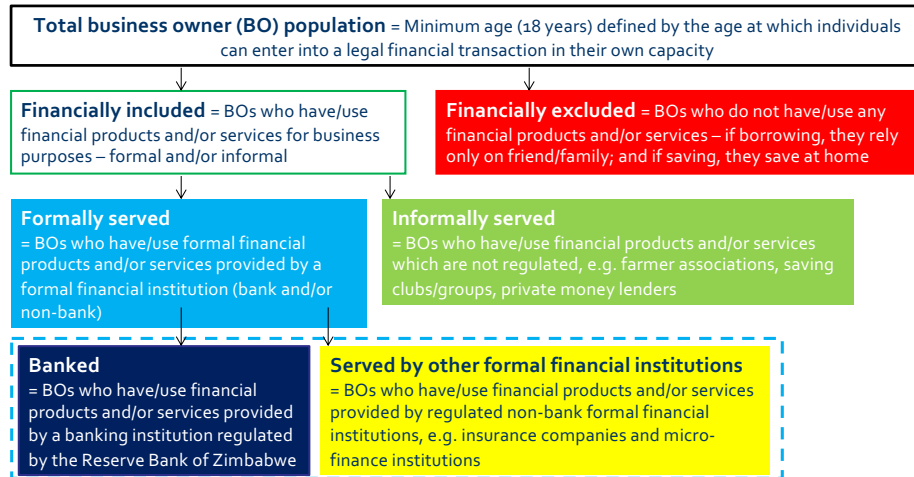 Total business owner (BO) population = Minimum age (18 years) defined by the age at which individuals
can enter into a legal financial transaction in their own capacity
Financially included = BOs who have/use
financial products and/or services for business
purposes – formal and/or informal
Financially excluded = BOs who do not have/use any
financial products and/or services – if borrowing, they rely
only on friend/family; and if saving, they save at home
Formally served
= BOs who have/use formal financial
products and/or services provided by a
formal financial institution (bank and/or
non-bank)
Informally served
= BOs who have/use financial products and/or services
which are not regulated, e.g. farmer associations, saving
clubs/groups, private money lenders
Banked
= BOs who have/use financial
products and/or services provided
by a banking institution regulated
by the Reserve Bank of Zimbabwe
Served by other formal financial institutions
= BOs who have/use financial products and/or services
provided by regulated non-bank formal financial
institutions, e.g. insurance companies and micro-
finance institutions